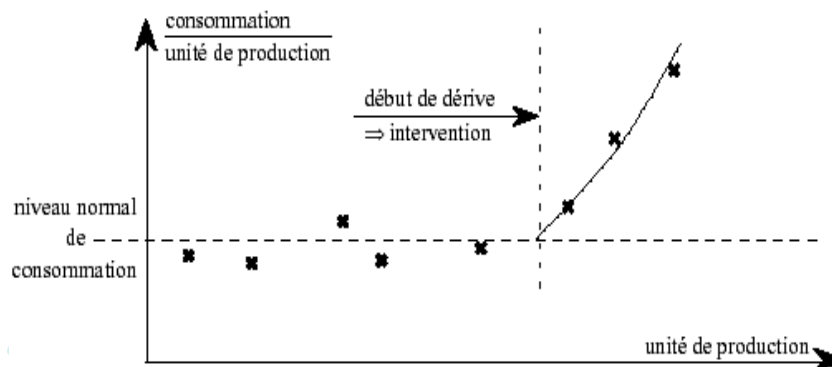 consommation
unité de production
début de dérive
⇒ intervention
niveau normal
de
consommation
unité de production